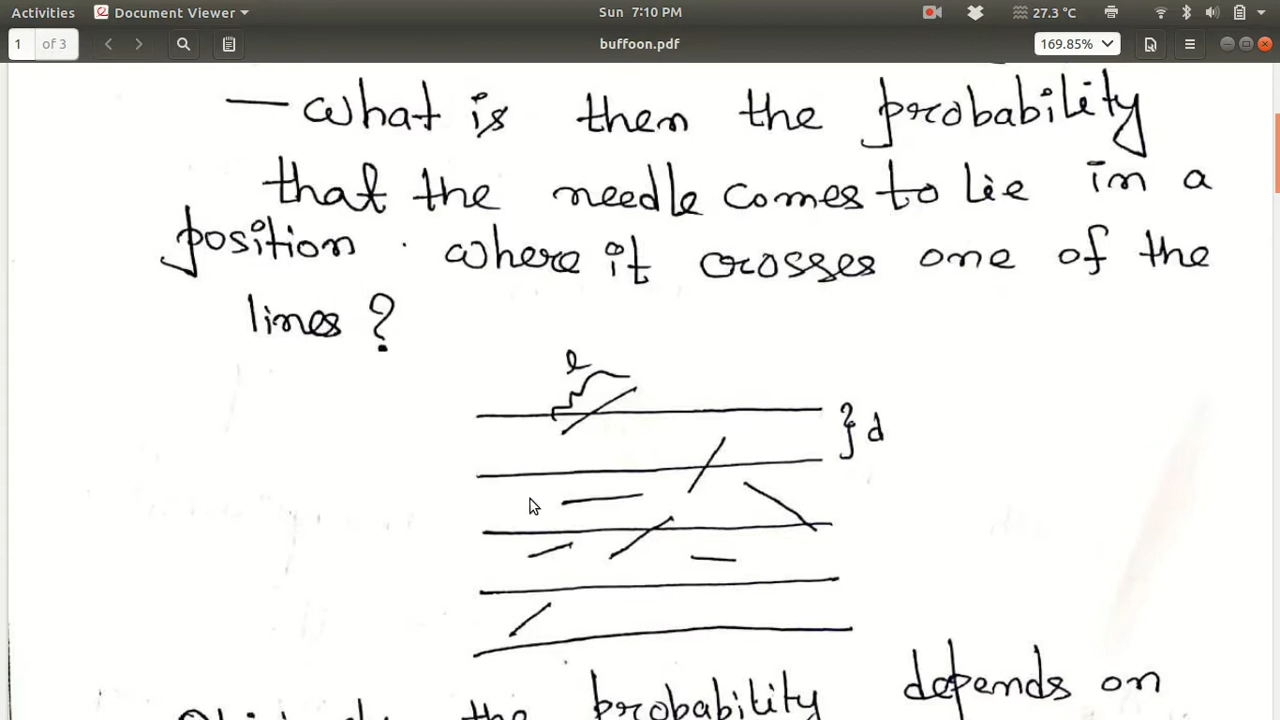 Activities Document Viewer Sun 7:10 PM 27.3 °C
1 of 3 buffoon.pdf 169.85%
— What is then the probability
that the needle comes to lie in a
position where it crosses one of the
lines?
l
d
the probability depends on